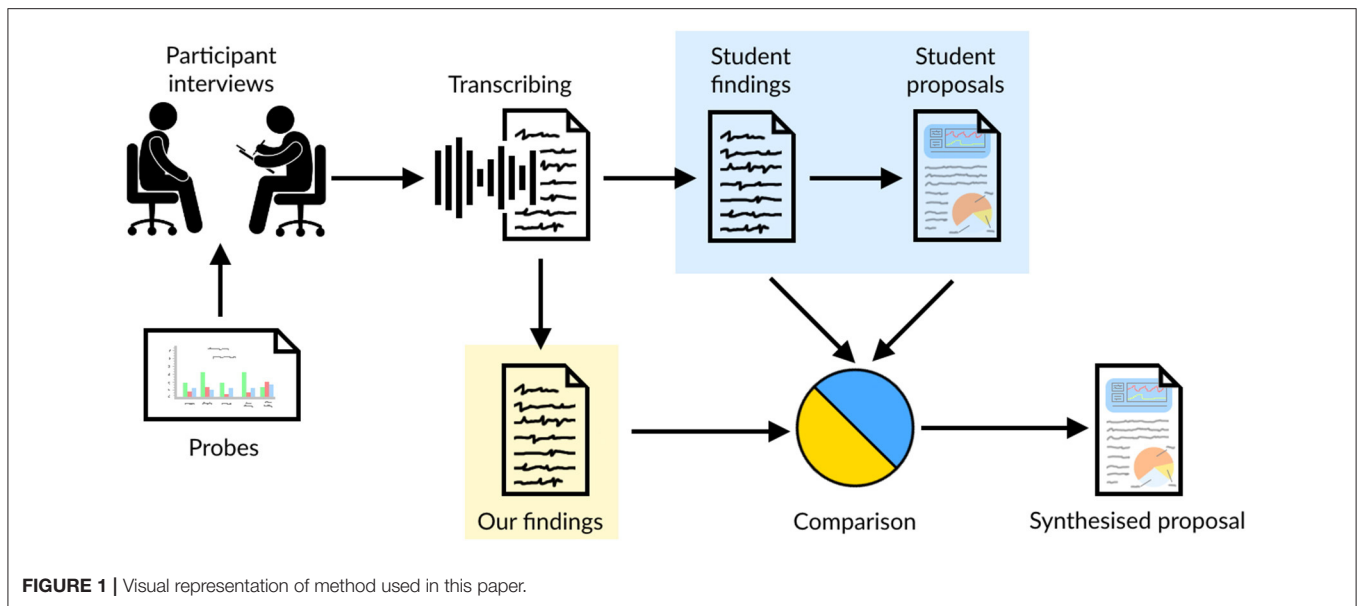 Participant
interviews
Transcribing
Student
findings
Student
proposals
Probes
Our findings
Comparison
Synthesised proposal
FIGURE 1 | Visual representation of method used in this paper.